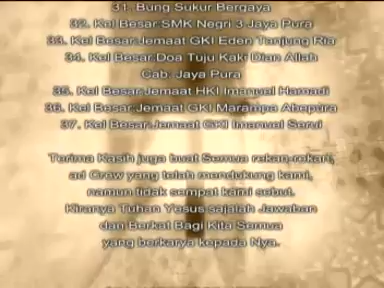 31. Bung Sukur Bergaya
32. Kel Besar SMK Negri 3 Jaya Pura
33. Kel Besar:Jemaat GKI Eden Tanjung Ria
34. Kel Besar:Doa Tuju Kaki Dian Allah
Cab. Jaya Pura
35. Kel Besar:Jemaat HKI Imanuel Hamadi
36. Kel Besar:Jemaat GKI Marampa Abepura
37. Kel Besar:Jemaat GKI Imanuel Serui
Terima Kasih juga buat Semua rekan-rekan,
ad Crew yang telah mendukung kami,
namun tidak sempat kami sebut.
Kiranya Tuhan Yesus sajalah Jawaban
dan Berkat Bagi Kita Semua
yang berkarya kepada Nya.